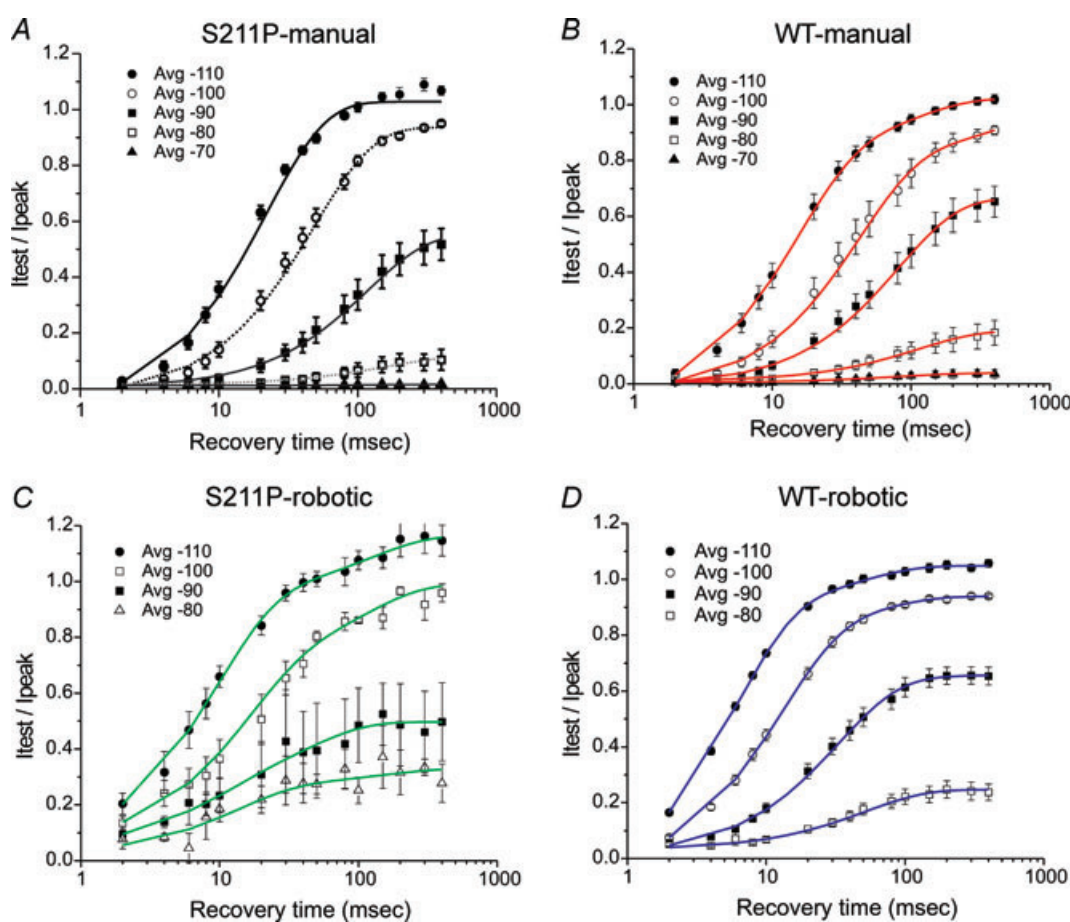 A S211P-manual
1.2
1.0
0.8
0.6
0.4
0.2
0.0
Itest / Ipeak
Avg -110
Avg -100
Avg -90
Avg -80
Avg -70
1 10 100 1000
Recovery time (msec)
B WT-manual
1.2
1.0
0.8
0.6
0.4
0.2
0.0
Itest / Ipeak
Avg -110
Avg -100
Avg -90
Avg -80
Avg -70
1 10 100 1000
Recovery time (msec)
C S211P-robotic
1.2
1.0
0.8
0.6
0.4
0.2
0.0
Itest / Ipeak
Avg -110
Avg -100
Avg -90
Avg -80
1 10 100 1000
Recovery time (msec)
D WT-robotic
1.2
1.0
0.8
0.6
0.4
0.2
0.0
Itest / Ipeak
Avg -110
Avg -100
Avg -90
Avg -80
1 10 100 1000
Recovery time (msec)